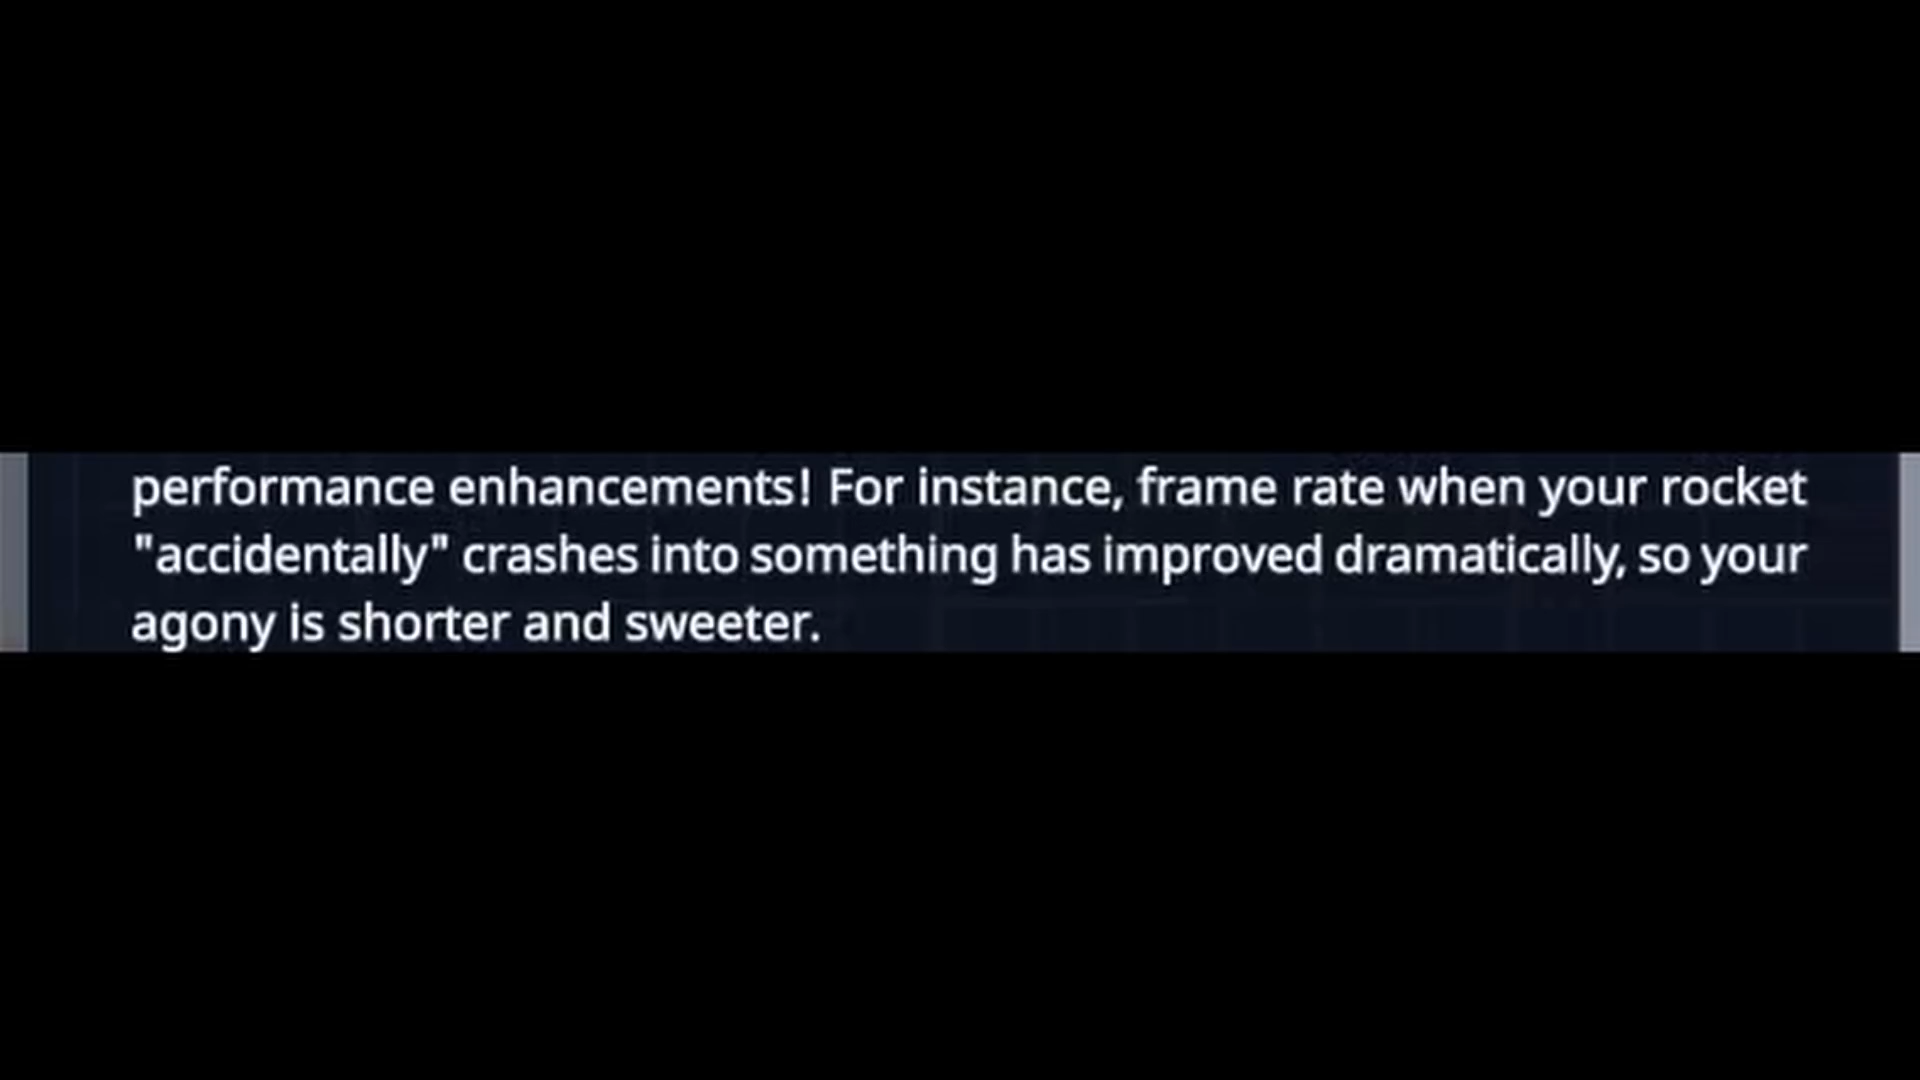 performance enhancements! For instance, frame rate when your rocket
"accidentally" crashes into something has improved dramatically, so your
agony is shorter and sweeter.